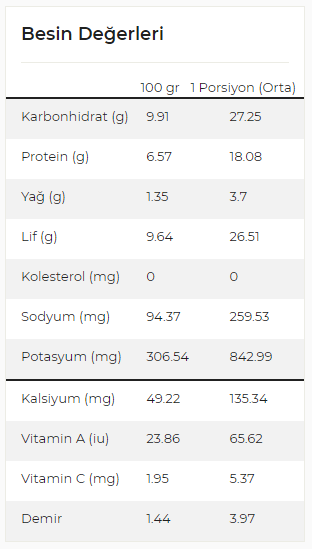 Besin Değerleri
100 gr 1 Porsiyon (Orta)
Karbonhidrat (g) 9.91 27.25
Protein (g) 6.57 18.08
Yağ (g) 1.35 3.7
Lif (g) 9.64 26.51
Kolesterol (mg) 0 0
Sodyum (mg) 94.37 259.53
Potasyum (mg) 306.54 842.99
Kalsiyum (mg) 49.22 135.34
Vitamin A (iu) 23.86 65.62
Vitamin C (mg) 1.95 5.37
Demir 1.44 3.97